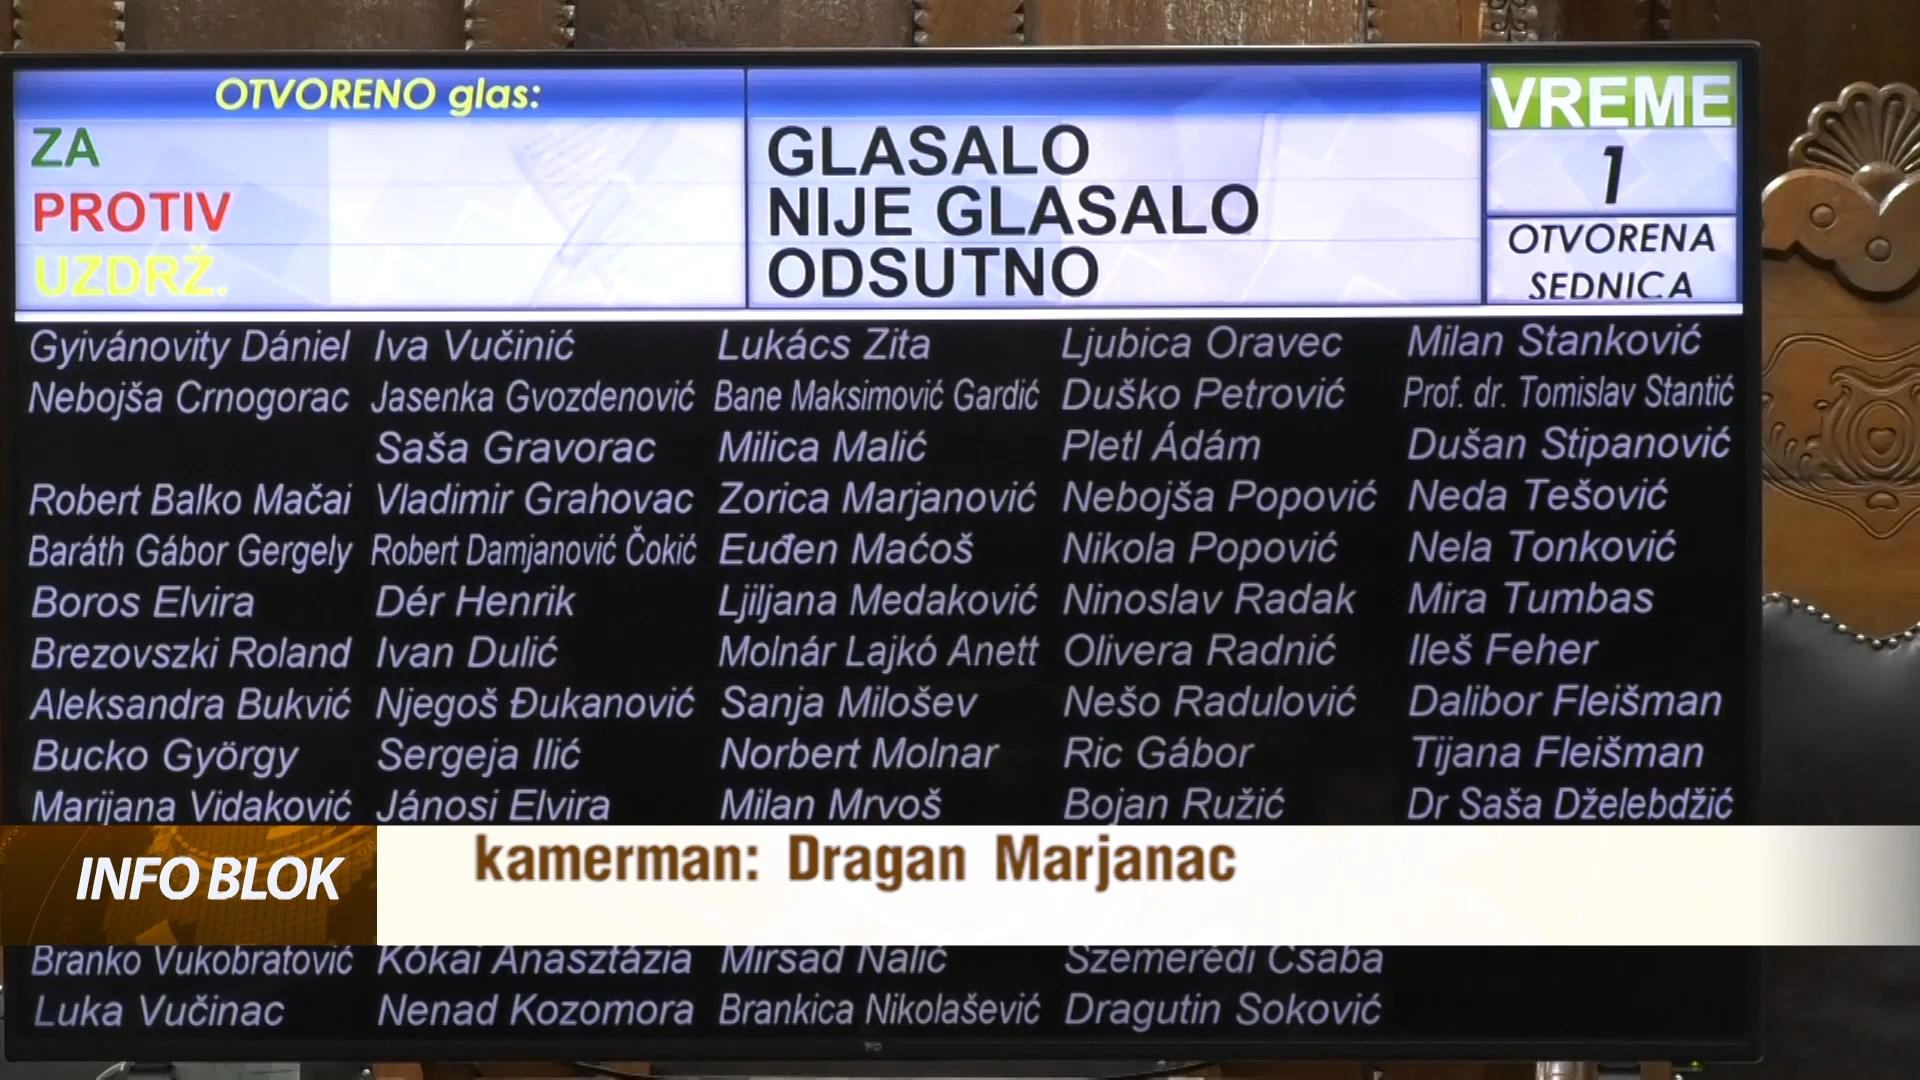 OTVORENO glas:
ZA
PROTIV
UZDRŽ.
GLASALO
NIJE GLASALO
ODSUTNO
VREME
1
OTVORENA
SEDNICA
Gyivánovity Dániel Iva Vučinić Lukács Zita Ljubica Oravec Milan Stanković
Nebojša Crnogorac Jasenka Gvozdenović Bane Maksimović Gardić Duško Petrović Prof. dr. Tomislav Stantić
Saša Gravorac Milica Malić Pletl Ádám Dušan Stipanović
Robert Balko Mačai Vladimir Grahovac Zorica Marjanović Nebojša Popović Neda Tešović
Baráth Gábor Gergely Robert Damjanović Čokić Euđen Maćoš Nikola Popović Nela Tonković
Boros Elvira Dér Henrik Ljiljana Medaković Ninoslav Radak Mira Tumbas
Brezovszki Roland Ivan Dulić Molnár Lajkó Anett Olivera Radnić Ileš Feher
Aleksandra Bukvić Njegoš Đukanović Sanja Milošev Nešo Radulović Dalibor Fleišman
Bucko György Sergeja Ilić Norbert Molnar Ric Gábor Tijana Fleišman
Marijana Vidaković Jánosi Elvira Milan Mrvoš Bojan Ružić Dr Saša Dželebdžić
INFO BLOK
kamerman: Dragan Marjanac
Branko Vukobratović Kókai Anasztázia Mirsad Nalić Szemerédi Csaba
Luka Vučinac Nenad Kozomora Brankica Nikolašević Dragutin Soković